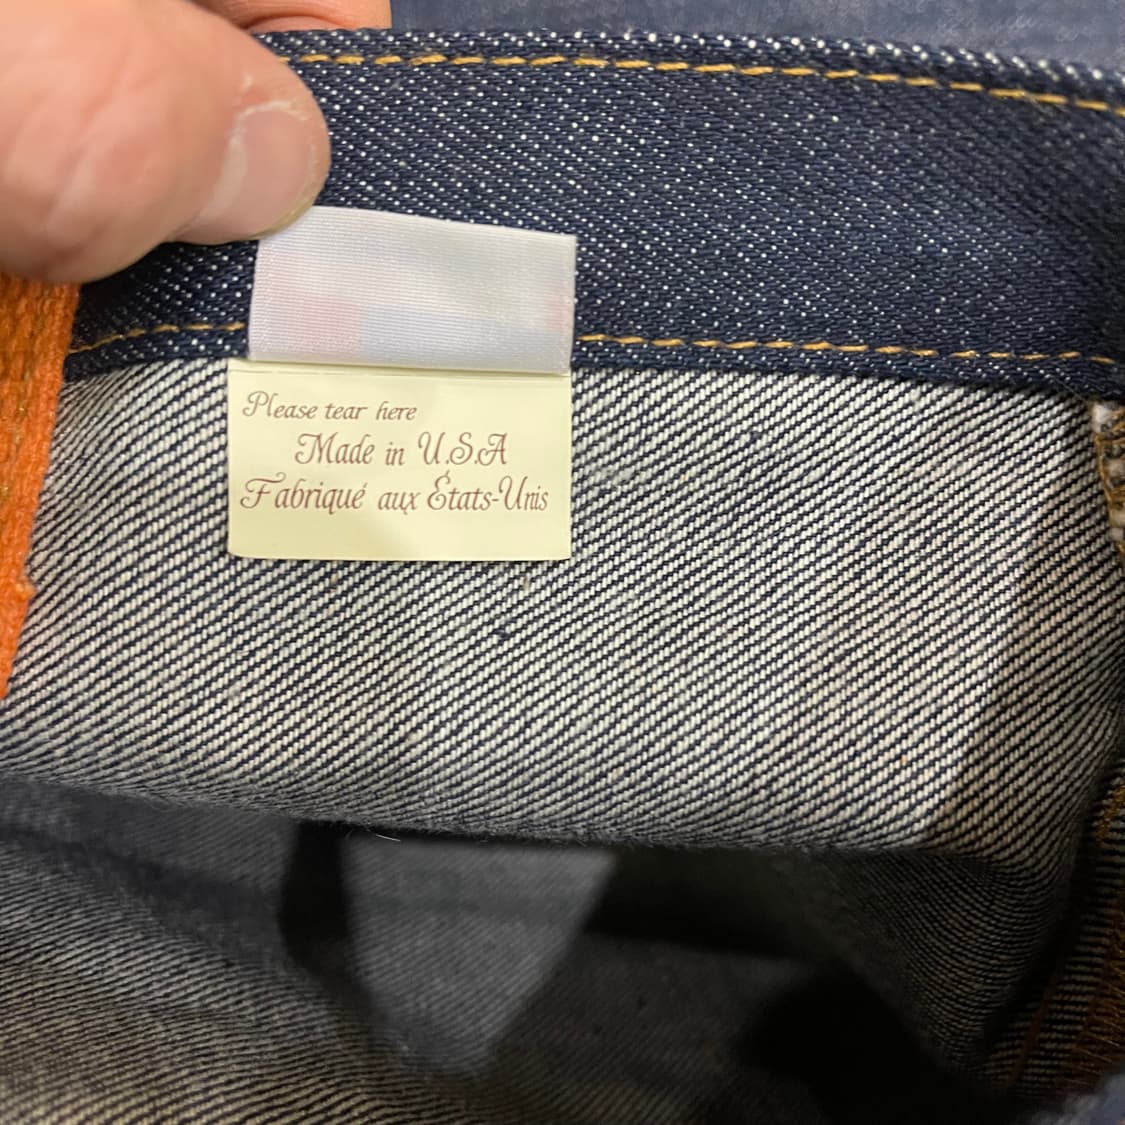 Please tear here
Made in U.S.A
Fabriqué aux États-Unis